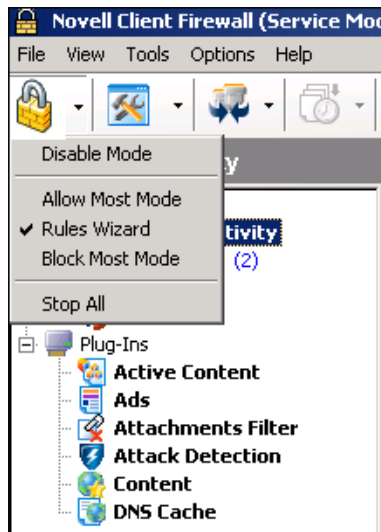 Novell Client Firewall (Service Mod
File View Tools Options Help
Disable Mode
y
Allow Most Mode
Rules Wizard
tivity
Block Most Mode
(2)
Stop All
Plug-Ins
Active Content
Ads
Attachments Filter
Attack Detection
Content
DNS Cache